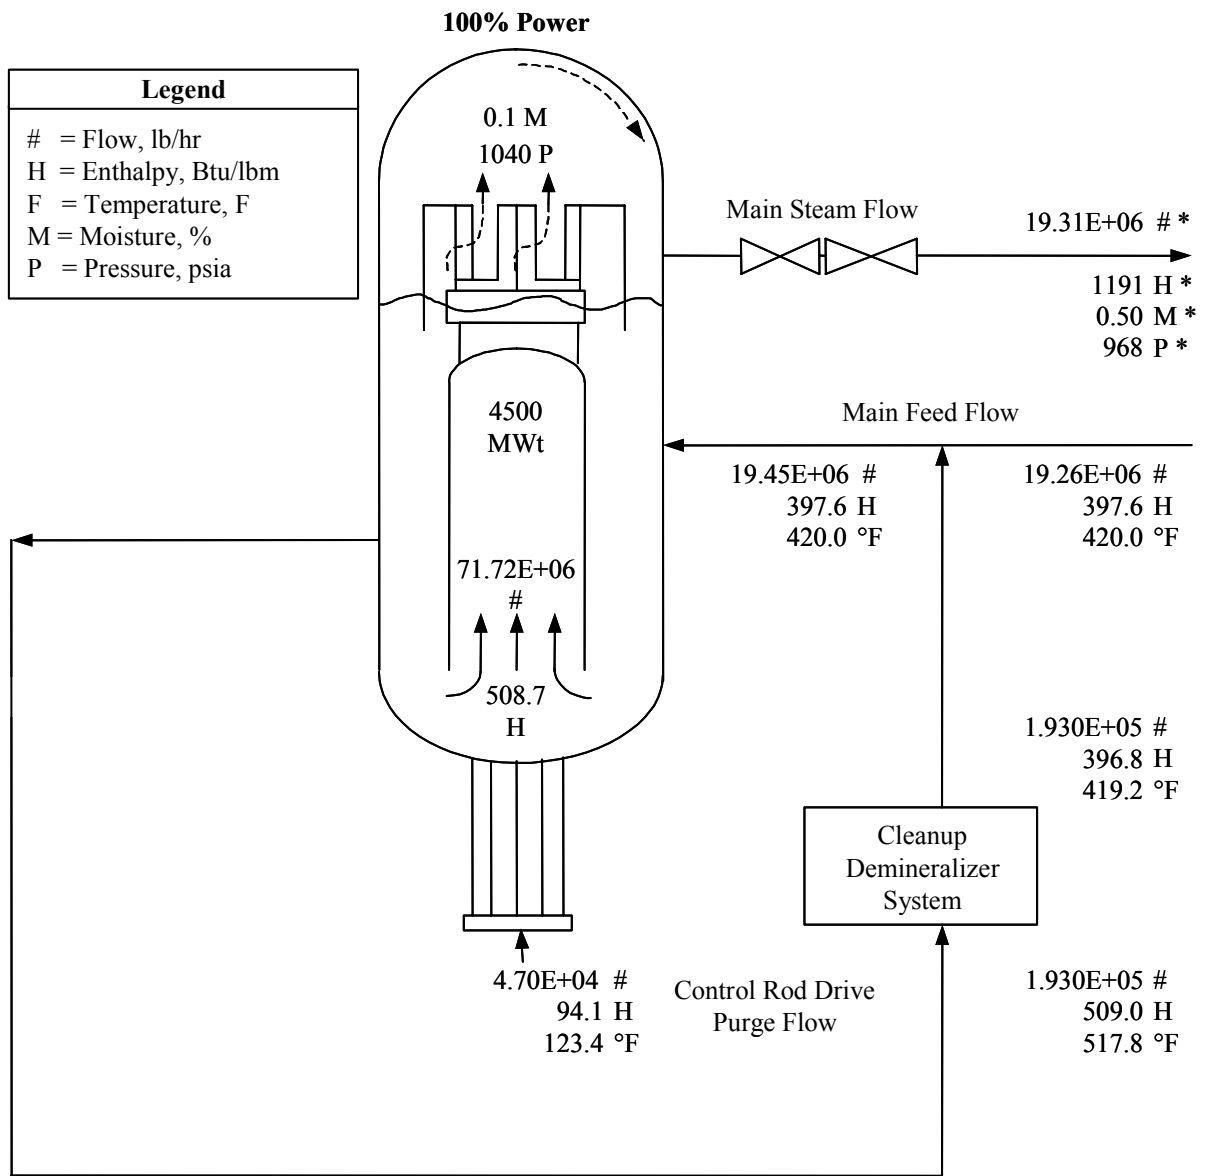 100% Power
Legend
# = Flow, lb/hr
H = Enthalpy, Btu/lbm
F = Temperature, F
M = Moisture, %
P = Pressure, psia
0.1 M
1040 P
Main Steam Flow
19.31E+06 # *
1191 H *
0.50 M *
968 P *
4500
MWt
Main Feed Flow
19.45E+06 #
397.6 H
420.0 °F
19.26E+06 #
397.6 H
420.0 °F
71.72E+06
#
508.7
H
1.930E+05 #
396.8 H
419.2 °F
Cleanup
Demineralizer
System
4.70E+04 #
94.1 H
123.4 °F
Control Rod Drive
Purge Flow
1.930E+05 #
509.0 H
517.8 °F